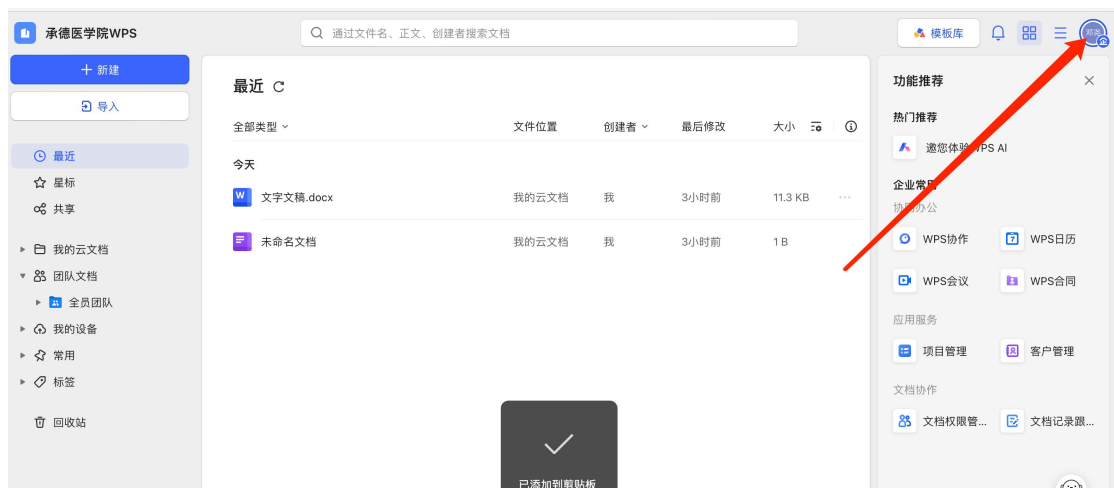 承德医学院WPS
通过文件名、正文、创建者搜索文档
模板库
新建
导入
最近
星标
共享
我的云文档
团队文档
全员团队
我的设备
常用
标签
回收站
最近
全部类型 文件位置 创建者 最后修改 大小
今天
文字文稿.docx 我的云文档 我 3小时前 11.3 KB
未命名文档 我的云文档 我 3小时前 1 B
已添加到剪贴板
功能推荐
热门推荐
邀您体验WPS AI
企业常用
协同办公
WPS协作 WPS日历
WPS会议 WPS合同
应用服务
项目管理 客户管理
文档协作
文档权限管... 文档记录跟...